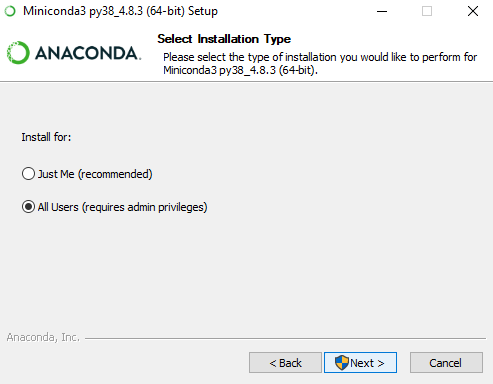 Miniconda3 py38_4.8.3 (64-bit) Setup
ANACONDA.
Select Installation Type
Please select the type of installation you would like to perform for
Miniconda3 py38_4.8.3 (64-bit).
Install for:
Just Me (recommended)
All Users (requires admin privileges)
Anaconda, Inc.
< Back
Next >
Cancel